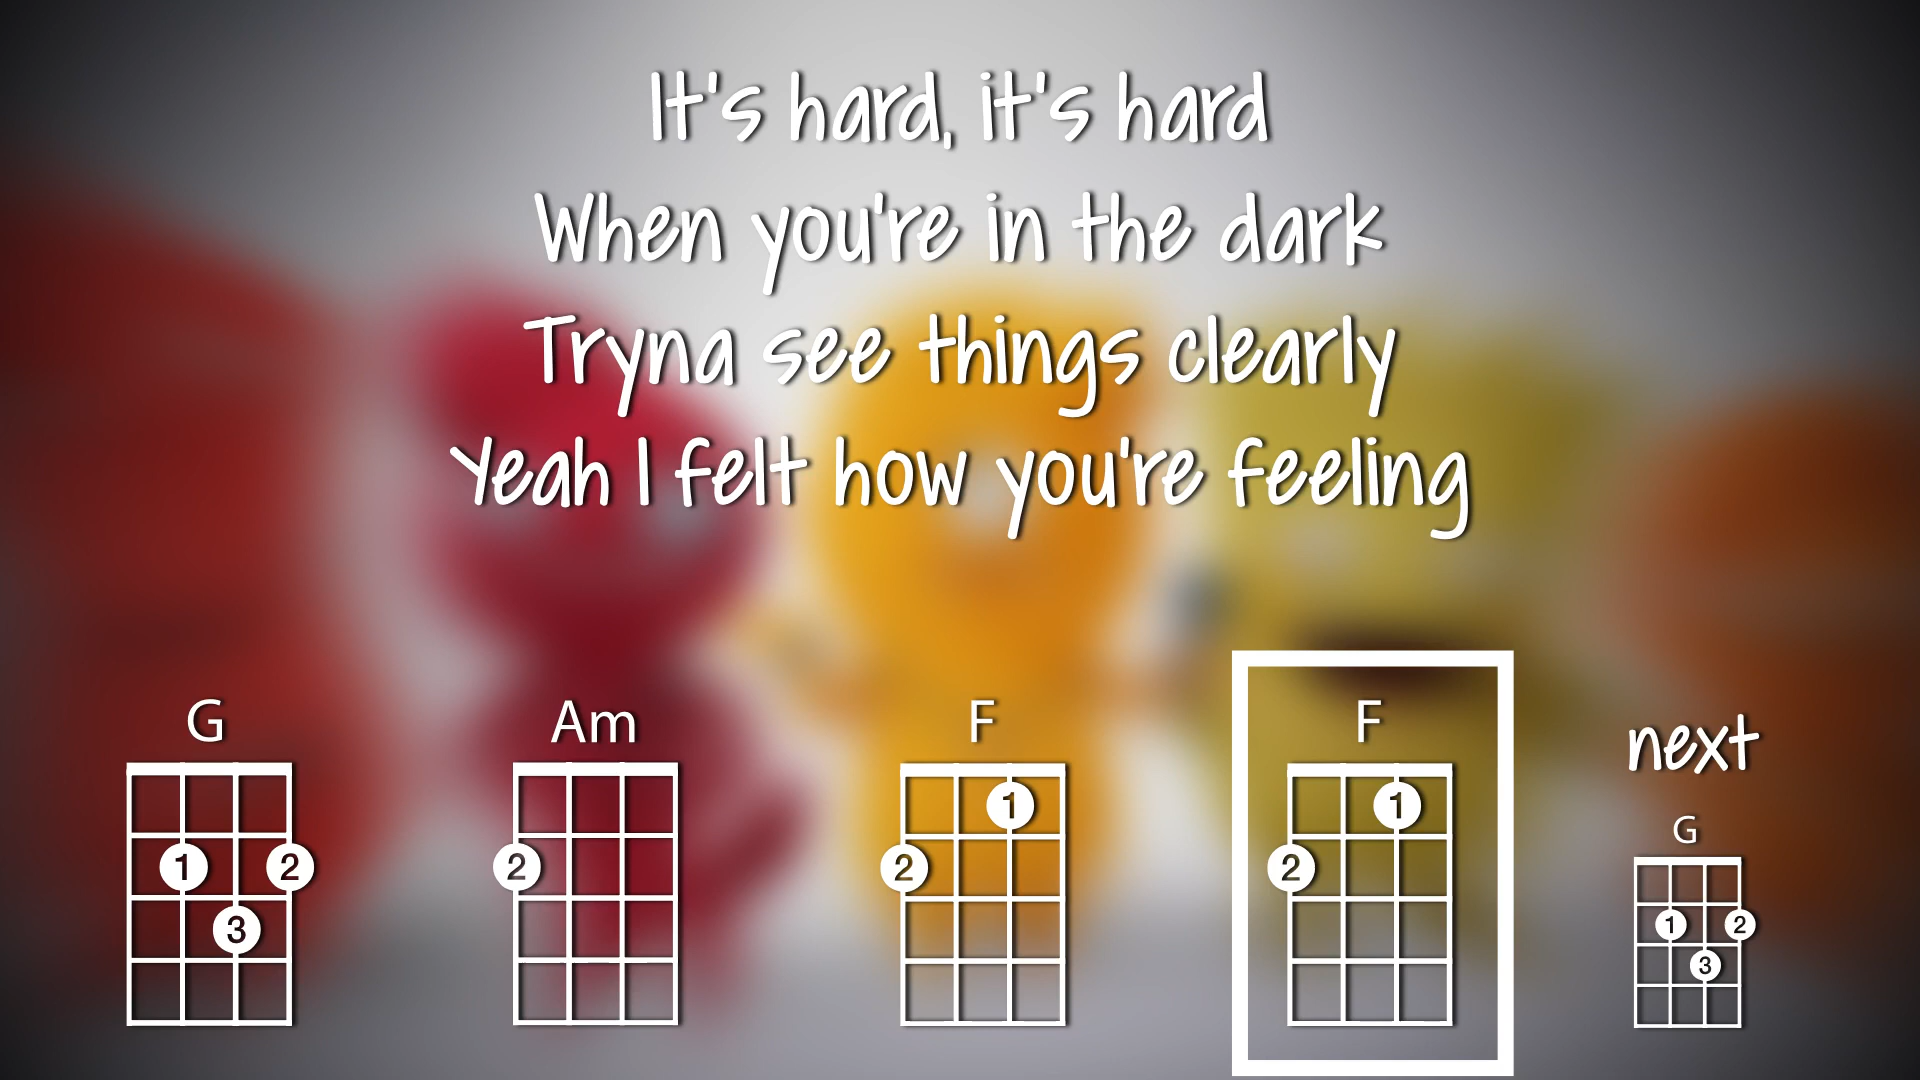 It's hard, it's hard
When you're in the dark
Tryna see things clearly
Yeah I felt how you're feeling
G Am F F next
G
1 1 1
1 2 2 2 2 1 2
3 3